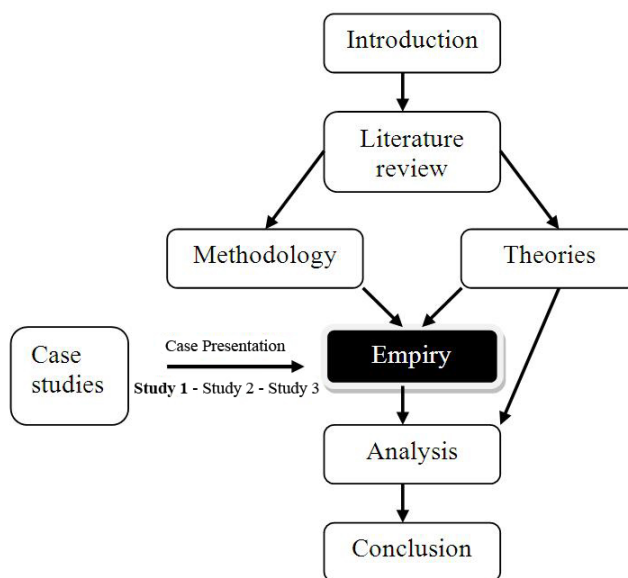 Introduction
Literature
review
Methodology
Theories
Case
studies
Case Presentation
Study 1 - Study 2 - Study 3
Empiry
Analysis
Conclusion